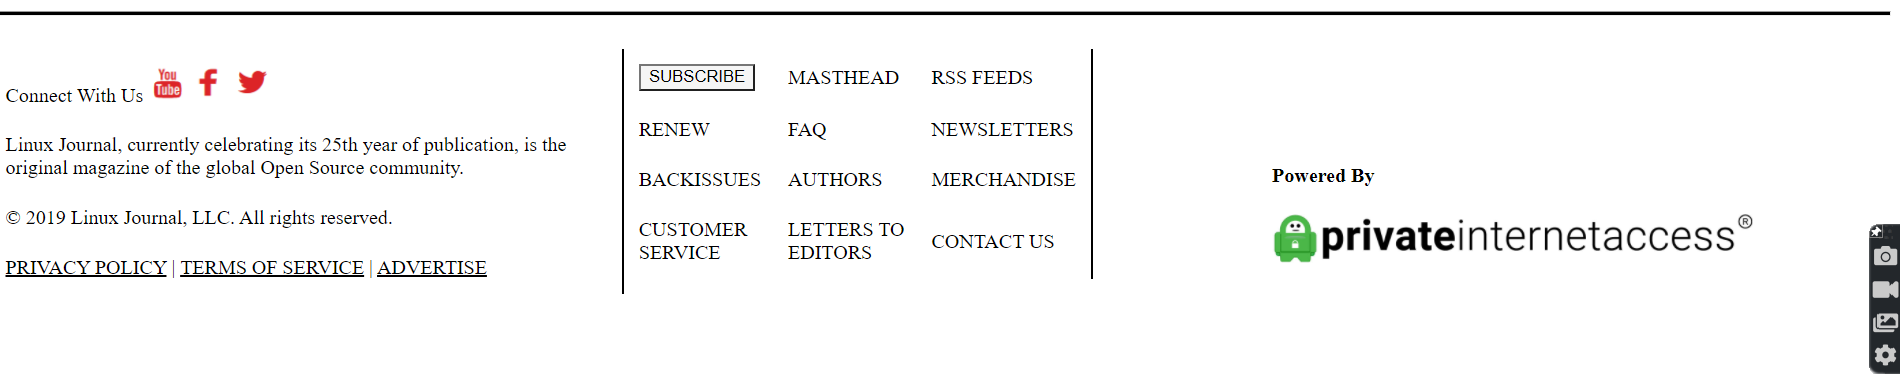 Connect With Us You Tube
Linux Journal, currently celebrating its 25th year of publication, is the
original magazine of the global Open Source community.
© 2019 Linux Journal, LLC. All rights reserved.
PRIVACY POLICY | TERMS OF SERVICE | ADVERTISE
SUBSCRIBE MASTHEAD RSS FEEDS
RENEW FAQ NEWSLETTERS
BACKISSUES AUTHORS MERCHANDISE
CUSTOMER
SERVICE
LETTERS TO
EDITORS
CONTACT US
Powered By
privateinternetaccess®